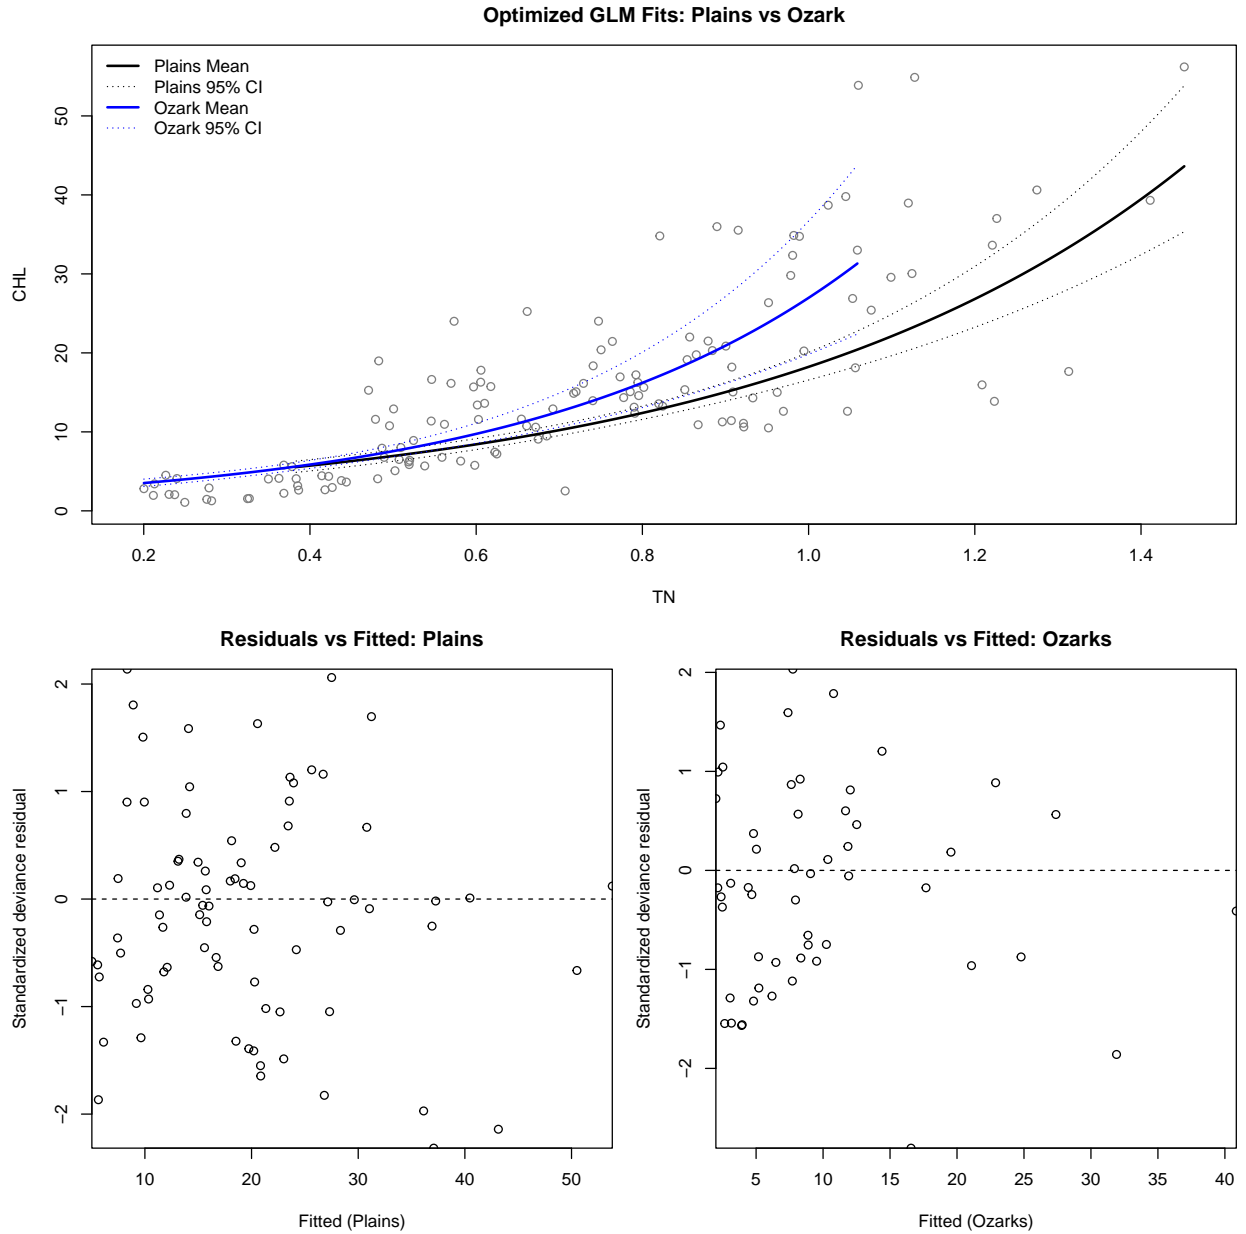 Optimized GLM Fits: Plains vs Ozark
Plains Mean
Plains 95% CI
Ozark Mean
Ozark 95% CI
CHL
50
40
30
20
10
0
0.2 0.4 0.6 0.8 1.0 1.2 1.4
TN
Residuals vs Fitted: Plains
Standardized deviance residual
2
1
0
−1
−2
10 20 30 40 50
Fitted (Plains)
Residuals vs Fitted: Ozarks
Standardized deviance residual
2
1
0
−1
−2
5 10 15 20 25 30 35 40
Fitted (Ozarks)